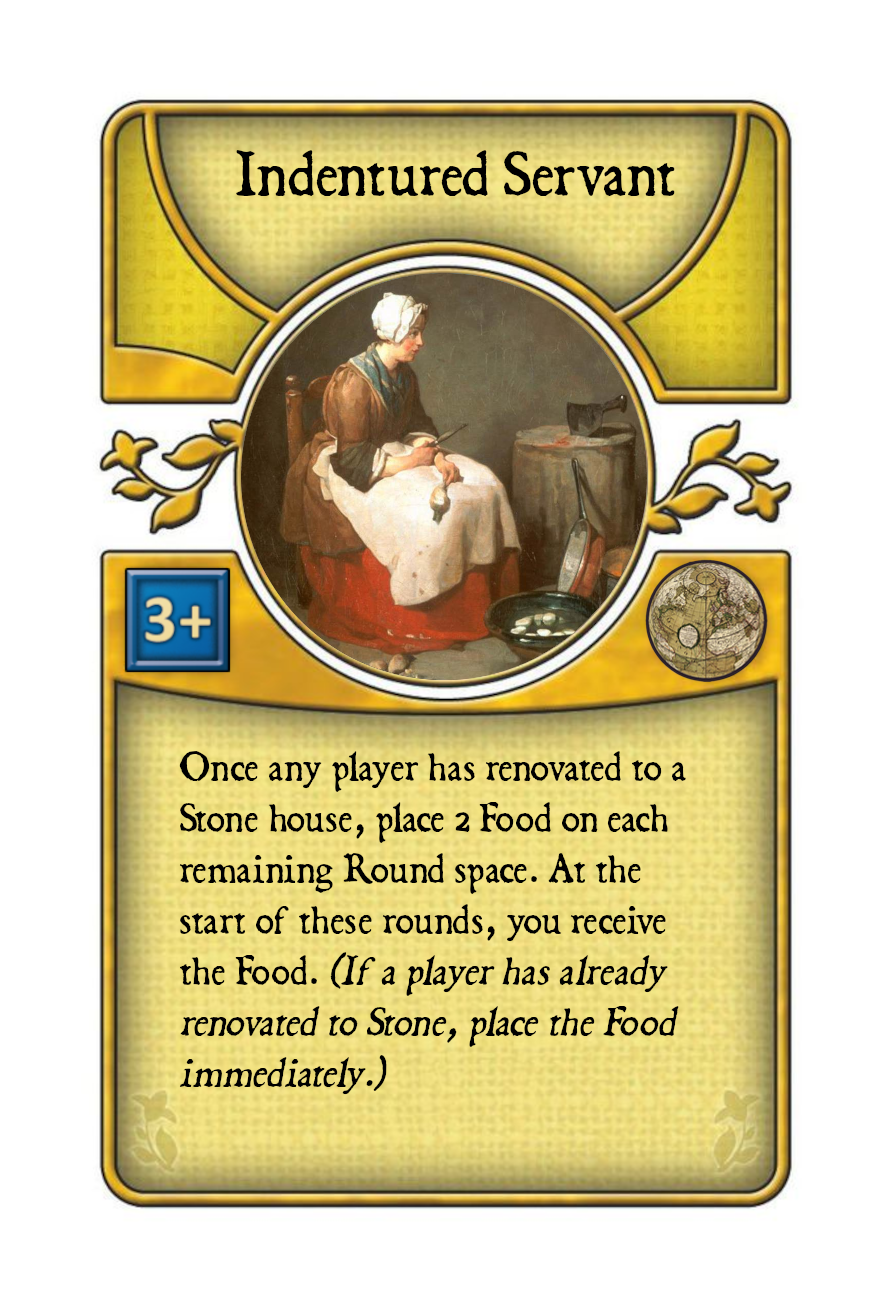 Indentured Servant
3+
Once any player has renovated to a
Stone house, place 2 Food on each
remaining Round space. At the
start of these rounds, you receive
the Food. (If a player has already
renovated to Stone, place the Food
immediately.)